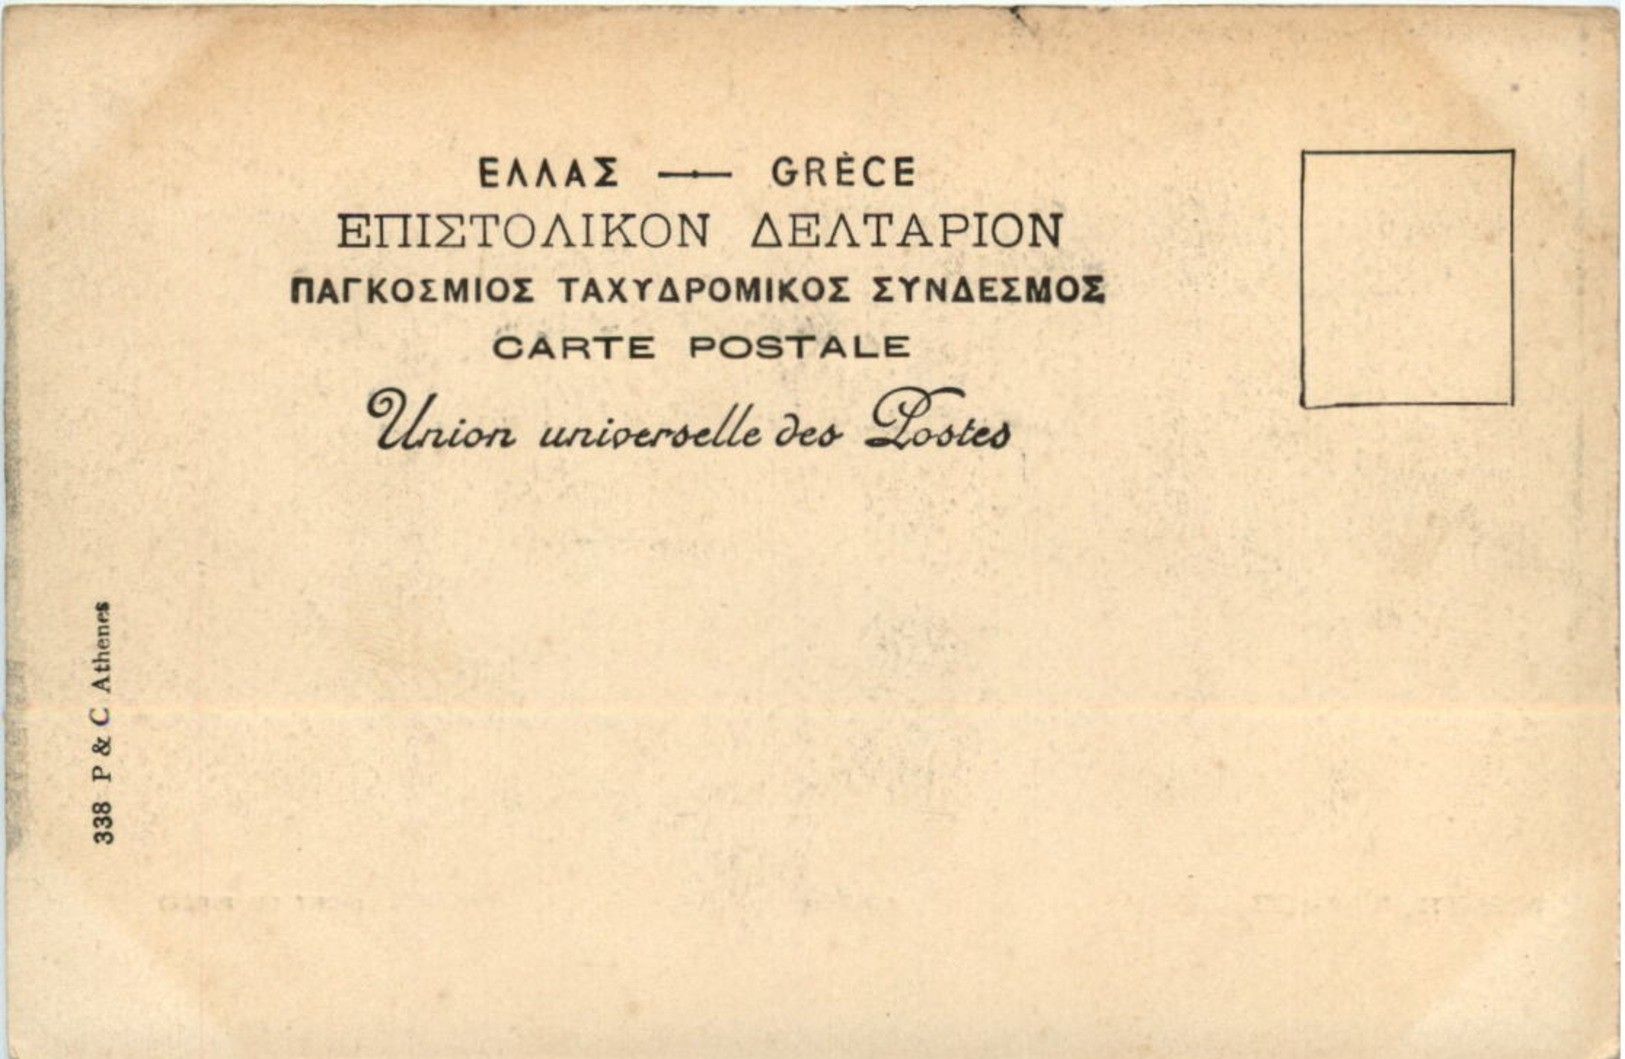 ΕΛΛΑΣ — GRÈCE
ΕΠΙΣΤΟΛΙΚΟΝ ΔΕΛΤΑΡΙΟΝ
ΠΑΓΚΟΣΜΙΟΣ ΤΑΧΥΔΡΟΜΙΚΟΣ ΣΥΝΔΕΣΜΟΣ
CARTE POSTALE
Union universelle des Postes
338 P & C Athenes